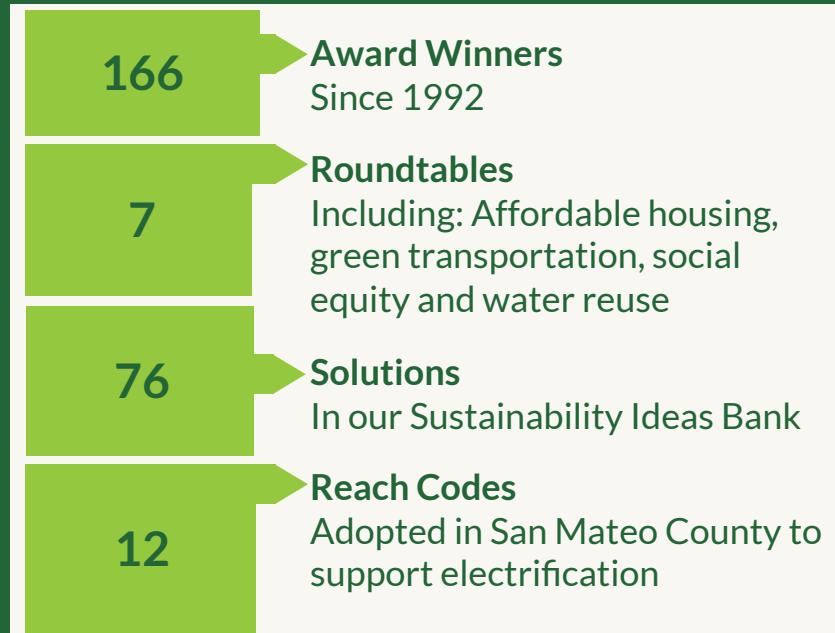 166
Award Winners
Since 1992
7
Roundtables
Including: Affordable housing,
green transportation, social
equity and water reuse
76
Solutions
In our Sustainability Ideas Bank
12
Reach Codes
Adopted in San Mateo County to
support electrification